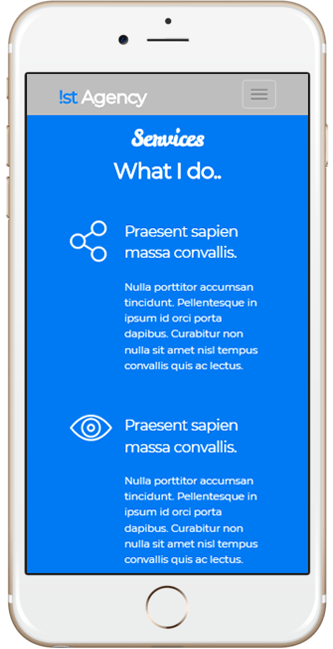 !st Agency
Services
What I do..
Praesent sapien
massa convallis.
Nulla porttitor accumsan
tincidunt. Pellentesque in
ipsum id orci porta
dapibus. Curabitur non
nulla sit amet nisl tempus
convallis quis ac lectus.
Praesent sapien
massa convallis.
Nulla porttitor accumsan
tincidunt. Pellentesque in
ipsum id orci porta
dapibus. Curabitur non
nulla sit amet nisl tempus
convallis quis ac lectus.